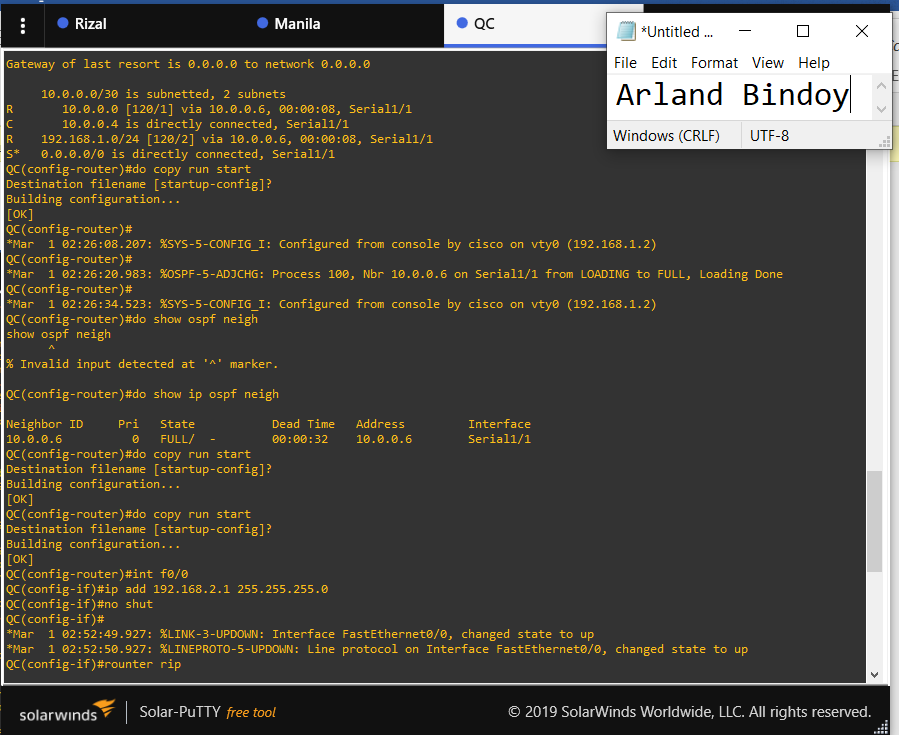 Rizal
Manila
QC
*Untitled ...
File Edit Format View Help
Arland Bindoy
Windows (CRLF) UTF-8
Gateway of last resort is 0.0.0.0 to network 0.0.0.0
     10.0.0.0/30 is subnetted, 2 subnets
R       10.0.0.0 [120/1] via 10.0.0.6, 00:00:08, Serial1/1
C       10.0.0.4 is directly connected, Serial1/1
R    192.168.1.0/24 [120/2] via 10.0.0.6, 00:00:08, Serial1/1
S*   0.0.0.0/0 is directly connected, Serial1/1
QC(config-router)#do copy run start
Destination filename [startup-config]?
Building configuration...
[OK]
QC(config-router)#
*Mar  1 02:26:08.207: %SYS-5-CONFIG_I: Configured from console by cisco on vty0 (192.168.1.2)
QC(config-router)#
*Mar  1 02:26:20.983: %OSPF-5-ADJCHG: Process 100, Nbr 10.0.0.6 on Serial1/1 from LOADING to FULL, Loading Done
QC(config-router)#
*Mar  1 02:26:34.523: %SYS-5-CONFIG_I: Configured from console by cisco on vty0 (192.168.1.2)
QC(config-router)#do show ospf neigh
show ospf neigh
      ^
% Invalid input detected at '^' marker.
QC(config-router)#do show ip ospf neigh
Neighbor ID     Pri   State           Dead Time   Address         Interface
10.0.0.6          0   FULL/  -        00:00:32    10.0.0.6        Serial1/1
QC(config-router)#do copy run start
Destination filename [startup-config]?
Building configuration...
[OK]
QC(config-router)#do copy run start
Destination filename [startup-config]?
Building configuration...
[OK]
QC(config-router)#int f0/0
QC(config-if)#ip add 192.168.2.1 255.255.255.0
QC(config-if)#no shut
QC(config-if)#
*Mar  1 02:52:49.927: %LINK-3-UPDOWN: Interface FastEthernet0/0, changed state to up
*Mar  1 02:52:50.927: %LINEPROTO-5-UPDOWN: Line protocol on Interface FastEthernet0/0, changed state to up
QC(config-if)#rounter rip
solarwinds Solar-PuTTY free tool © 2019 SolarWinds Worldwide, LLC. All rights reserved.